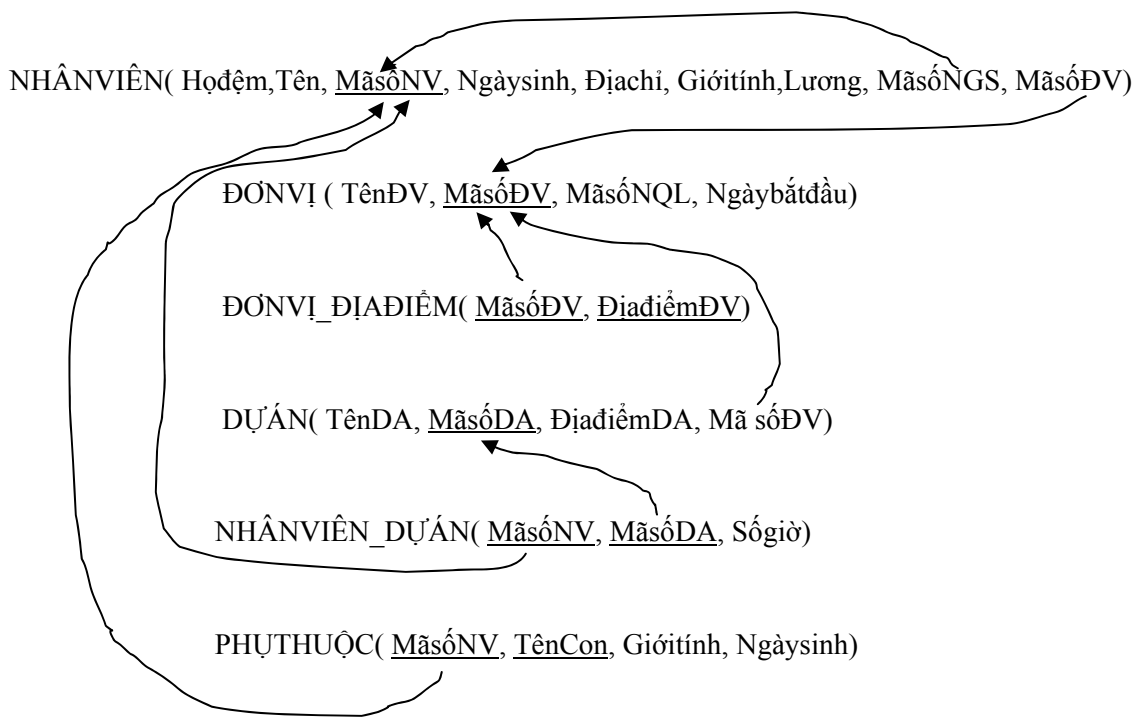 NHÂNVIÊN( Họđệm,Tên, MãsốNV, Ngàysinh, Địachỉ, Giớitính,Lương, MãsốNGS, MãsốĐV)
ĐƠNVỊ ( TênĐV, MãsốĐV, MãsốNQL, Ngàybắtđầu)
ĐƠNVỊ_ĐỊAĐIỂM( MãsốĐV, ĐịađiểmĐV)
DỰÁN( TênDA, MãsốDA, ĐịađiểmDA, Mã sốĐV)
NHÂNVIÊN_DỰÁN( MãsốNV, MãsốDA, Sốgiờ)
PHỤTHUỘC( MãsốNV, TênCon, Giớitính, Ngàysinh)